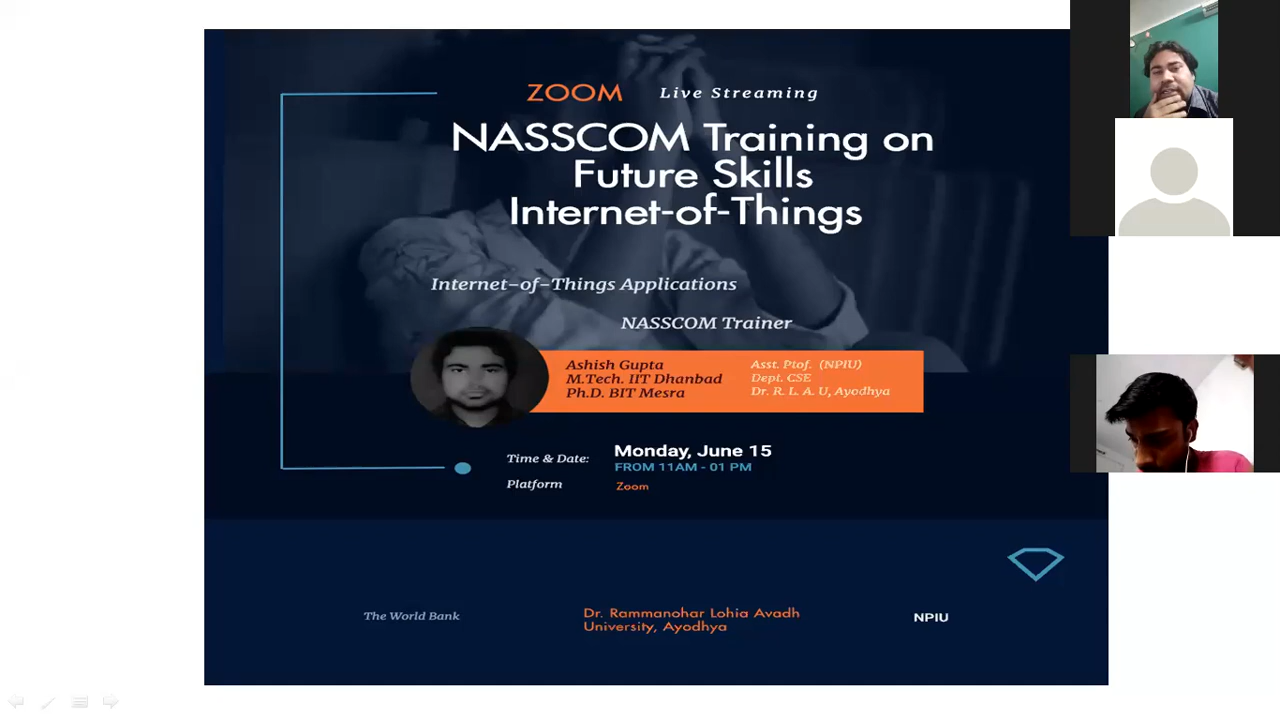 ZOOM Live Streaming
NASSCOM Training on
Future Skills
Internet-of-Things
Internet-of-Things Applications
NASSCOM Trainer
Ashish Gupta
M.Tech. IIT Dhanbad
Ph.D. BIT Mesra
Asst. Ptof. (NPIU)
Dept. CSE
Dr. R. L. A. U, Ayodhya
Time & Date: Monday, June 15
FROM 11AM - 01 PM
Platform Zoom
The World Bank
Dr. Rammanohar Lohia Avadh
University, Ayodhya
NPIU